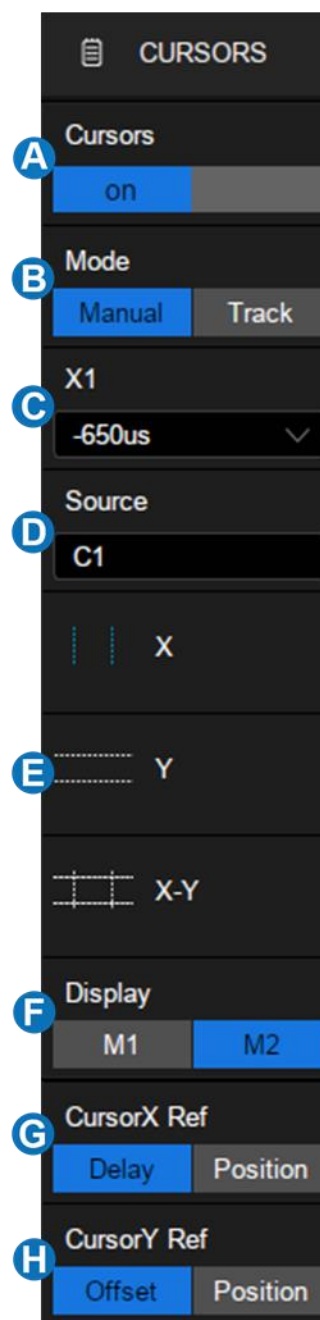 CURSORS
Cursors
A
on
Mode
B
Manual Track
X1
C
-650us
Source
D
C1
X
E
Y
X-Y
Display
F
M1 M2
CursorX Ref
G
Delay Position
CursorY Ref
H
Offset Position